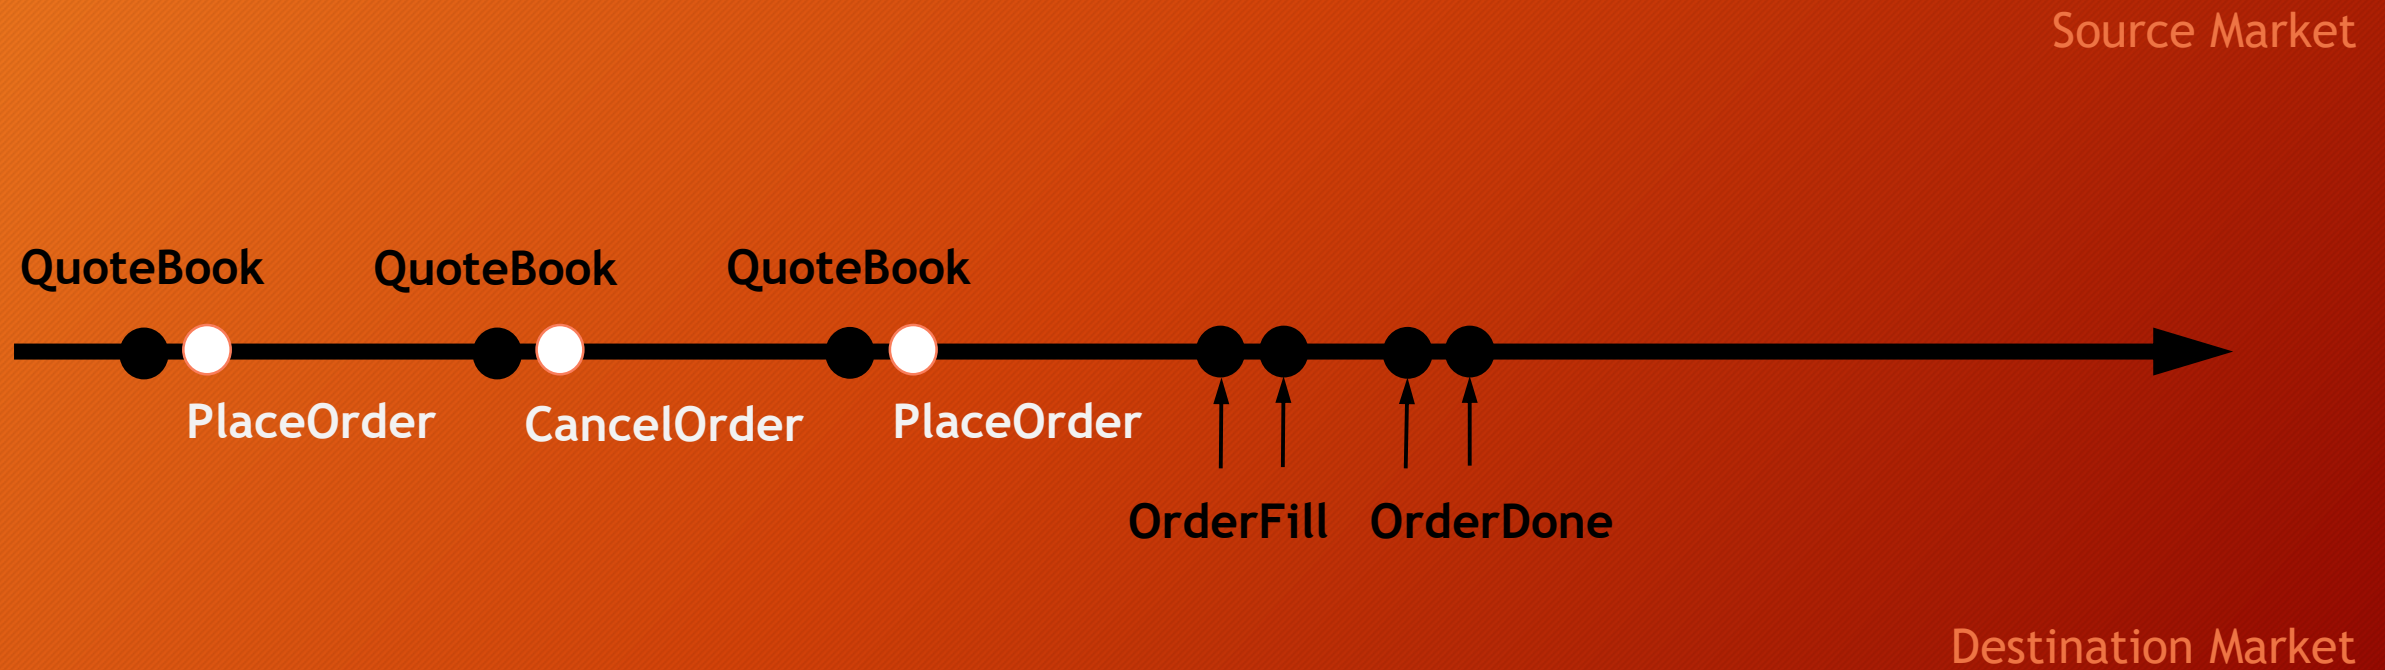 Source Market
QuoteBook QuoteBook QuoteBook
PlaceOrder CancelOrder PlaceOrder
OrderFill OrderDone
Destination Market